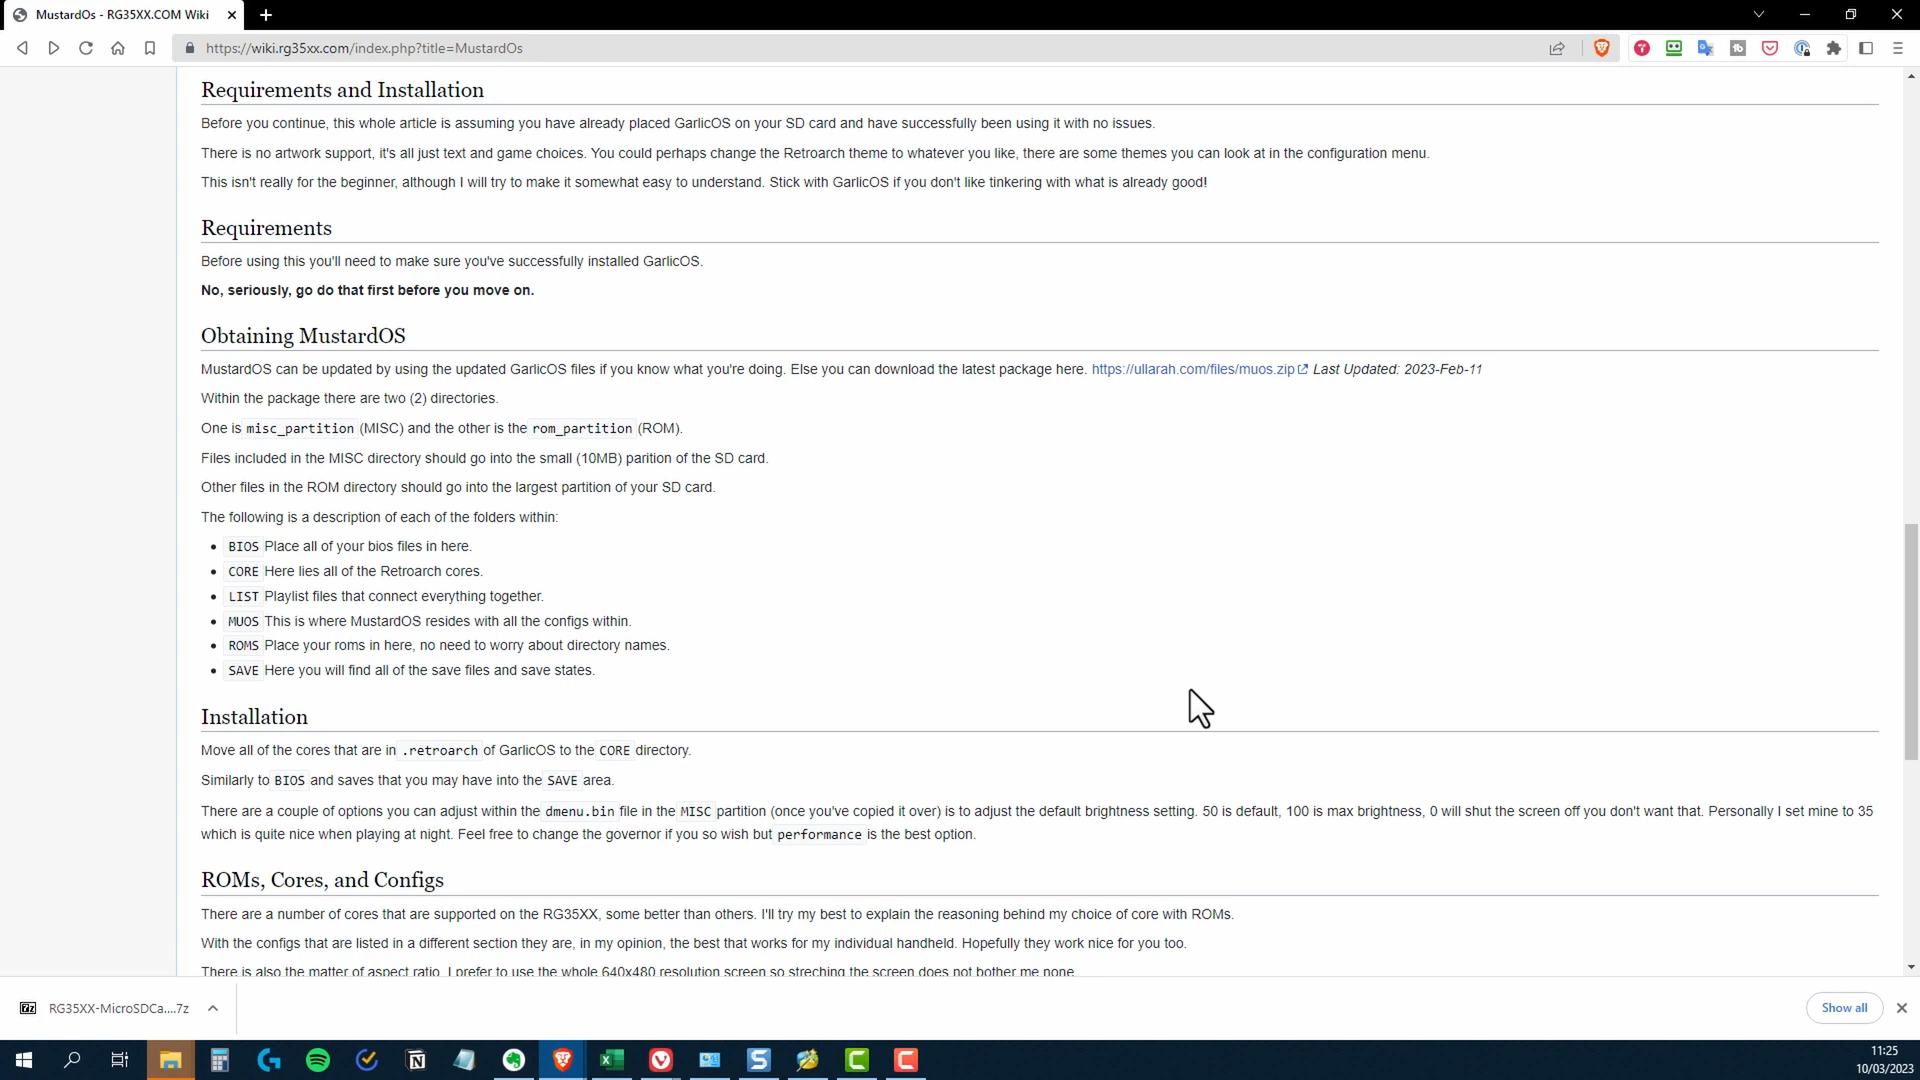 MustardOs - RG35XX.COM Wiki
https://wiki.rg35xx.com/index.php?title=MustardOs
Requirements and Installation
Before you continue, this whole article is assuming you have already placed GarlicOS on your SD card and have successfully been using it with no issues.
There is no artwork support, it's all just text and game choices. You could perhaps change the Retroarch theme to whatever you like, there are some themes you can look at in the configuration menu.
This isn't really for the beginner, although I will try to make it somewhat easy to understand. Stick with GarlicOS if you don't like tinkering with what is already good!
Requirements
Before using this you'll need to make sure you've successfully installed GarlicOS.
No, seriously, go do that first before you move on.
Obtaining MustardOS
MustardOS can be updated by using the updated GarlicOS files if you know what you're doing. Else you can download the latest package here. https://ullarah.com/files/muos.zip Last Updated: 2023-Feb-11
Within the package there are two (2) directories.
One is misc_partition (MISC) and the other is the rom_partition (ROM).
Files included in the MISC directory should go into the small (10MB) parition of the SD card.
Other files in the ROM directory should go into the largest partition of your SD card.
The following is a description of each of the folders within:
• BIOS Place all of your bios files in here.
• CORE Here lies all of the Retroarch cores.
• LIST Playlist files that connect everything together.
• MUOS This is where MustardOS resides with all the configs within.
• ROMS Place your roms in here, no need to worry about directory names.
• SAVE Here you will find all of the save files and save states.
Installation
Move all of the cores that are in .retroarch of GarlicOS to the CORE directory.
Similarly to BIOS and saves that you may have into the SAVE area.
There are a couple of options you can adjust within the dmenu.bin file in the MISC partition (once you've copied it over) is to adjust the default brightness setting. 50 is default, 100 is max brightness, 0 will shut the screen off you don't want that. Personally I set mine to 35
which is quite nice when playing at night. Feel free to change the governor if you so wish but performance is the best option.
ROMs, Cores, and Configs
There are a number of cores that are supported on the RG35XX, some better than others. I'll try my best to explain the reasoning behind my choice of core with ROMs.
With the configs that are listed in a different section they are, in my opinion, the best that works for my individual handheld. Hopefully they work nice for you too.
There is also the matter of aspect ratio. I prefer to use the whole 640x480 resolution screen so streching the screen does not bother me none
RG35XX-MicroSDCa....7z
Show all
11:25
10/03/2023